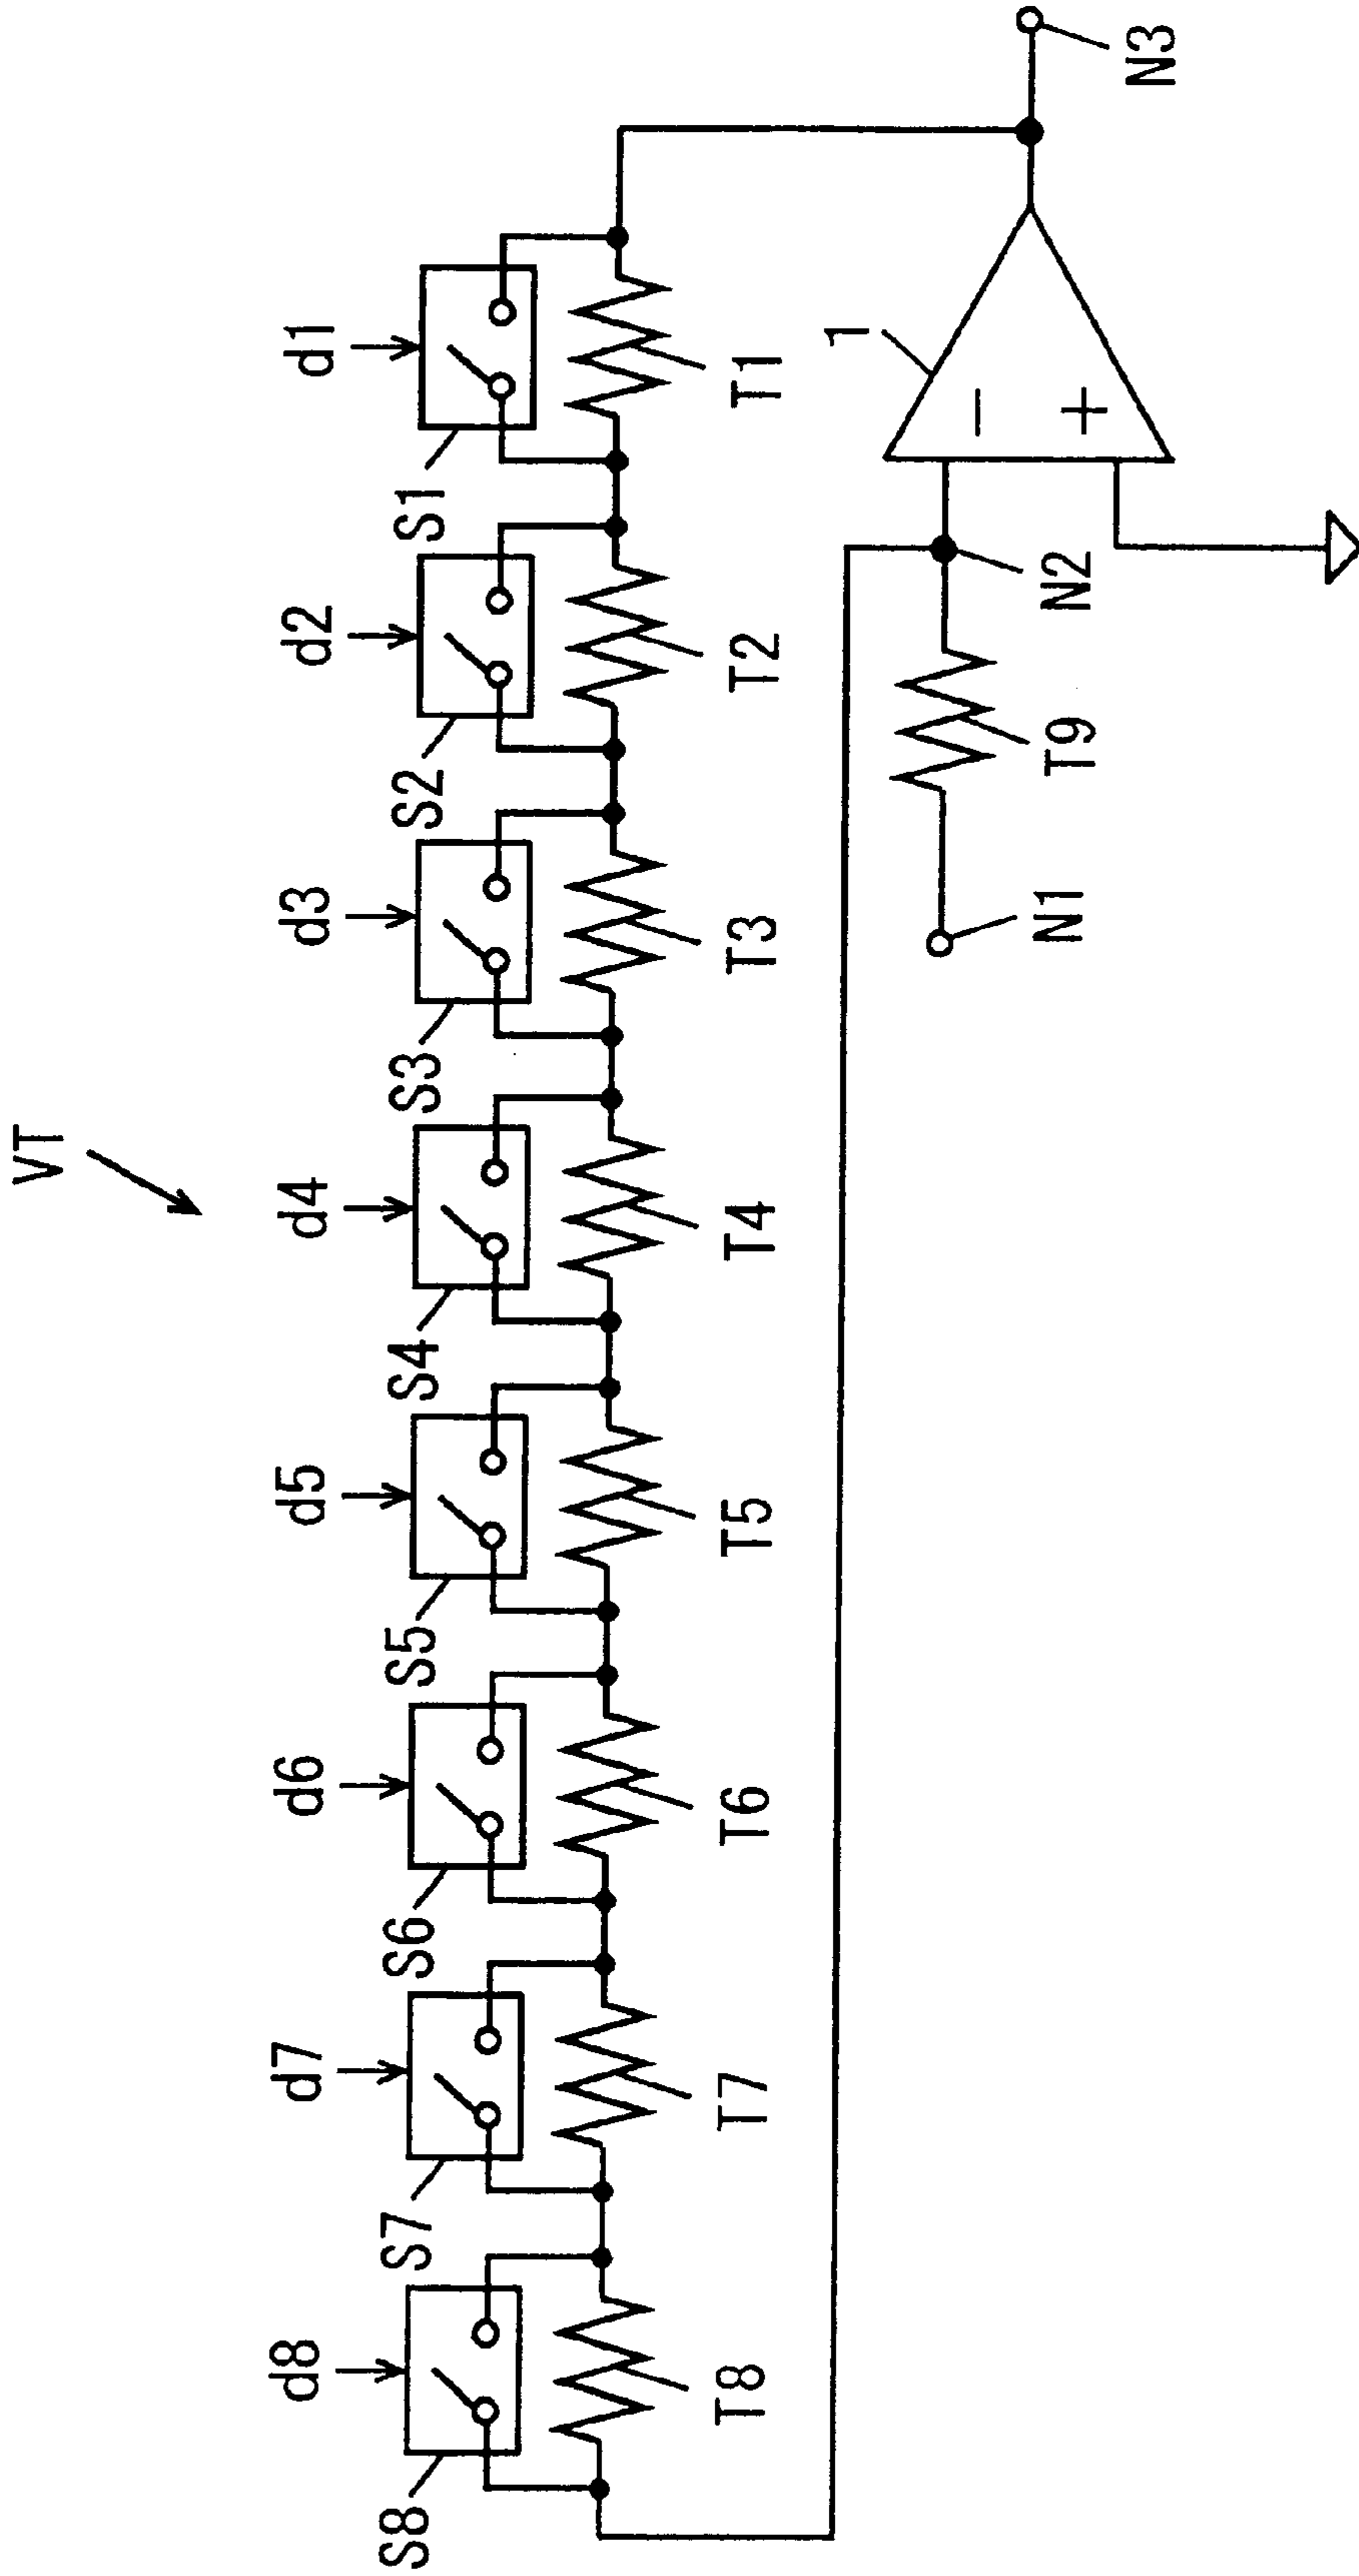 VT
d8
d7
d6
d5
d4
d3
d2
d1
S8
S7
S6
S5
S4
S3
S2
S1
T8
T7
T6
T5
T4
T3
T2
T1
1
−
+
N1
T9
N2
N3